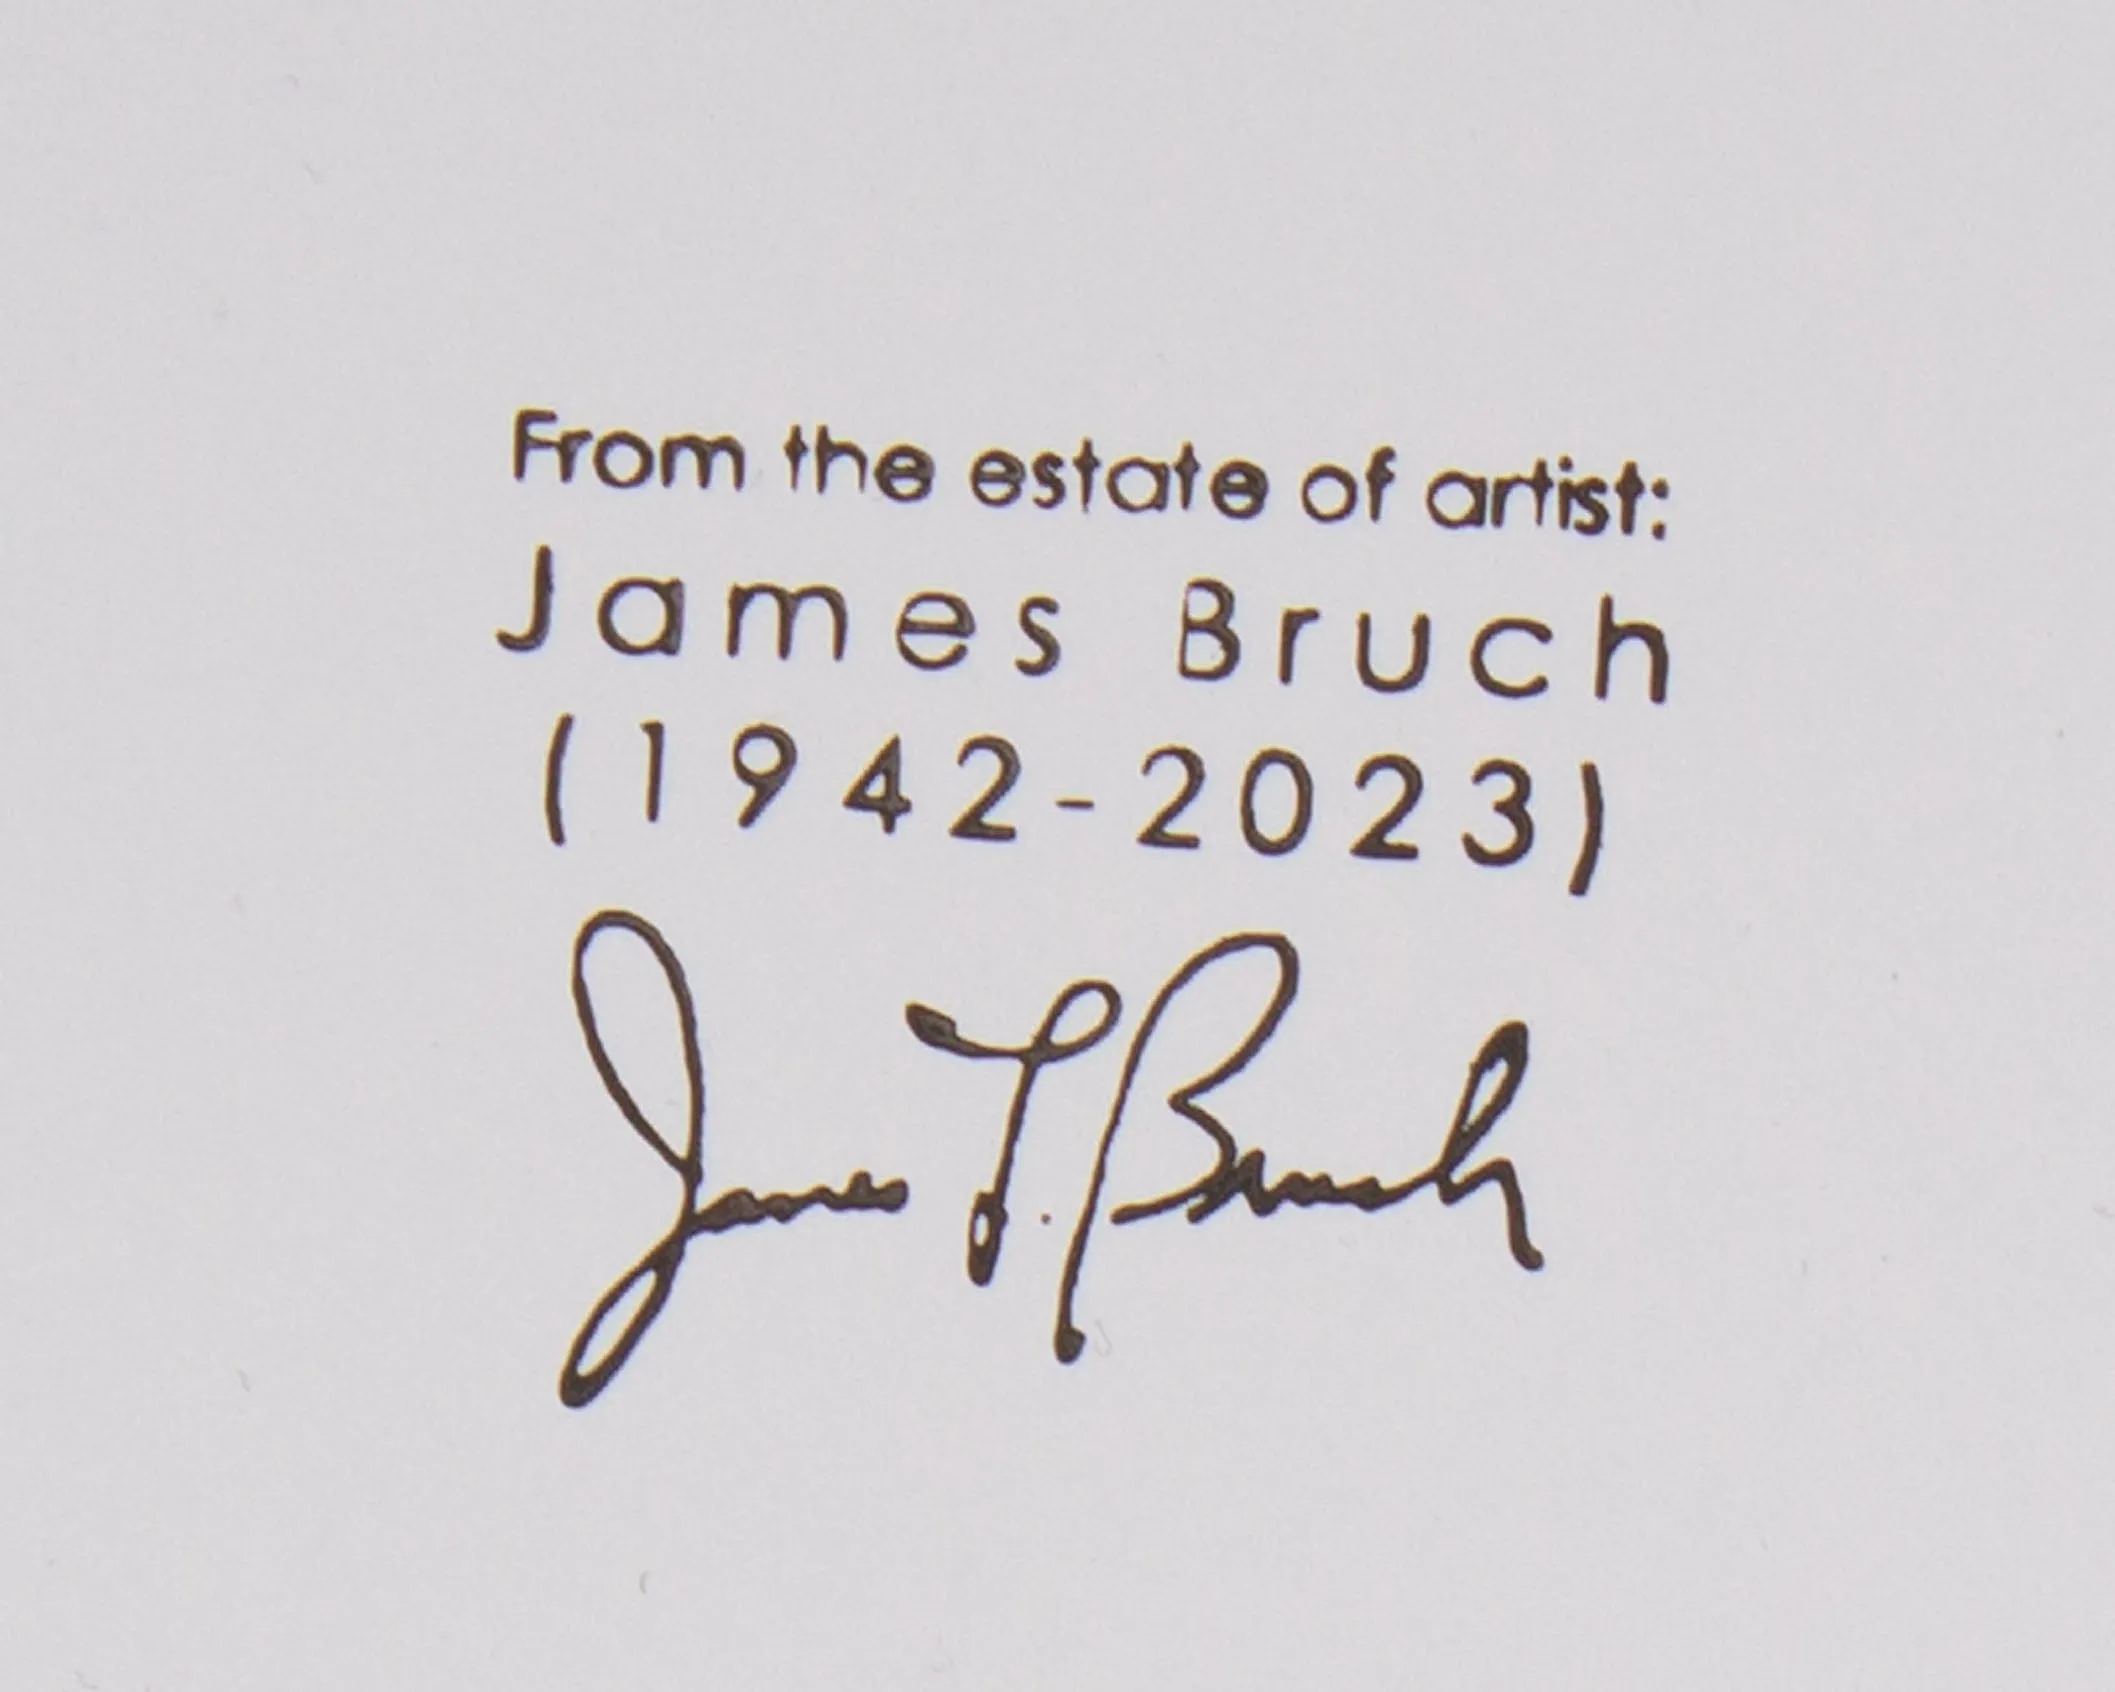 From the estate of artist:
James Bruch
(1942-2023)
James L. Bruch